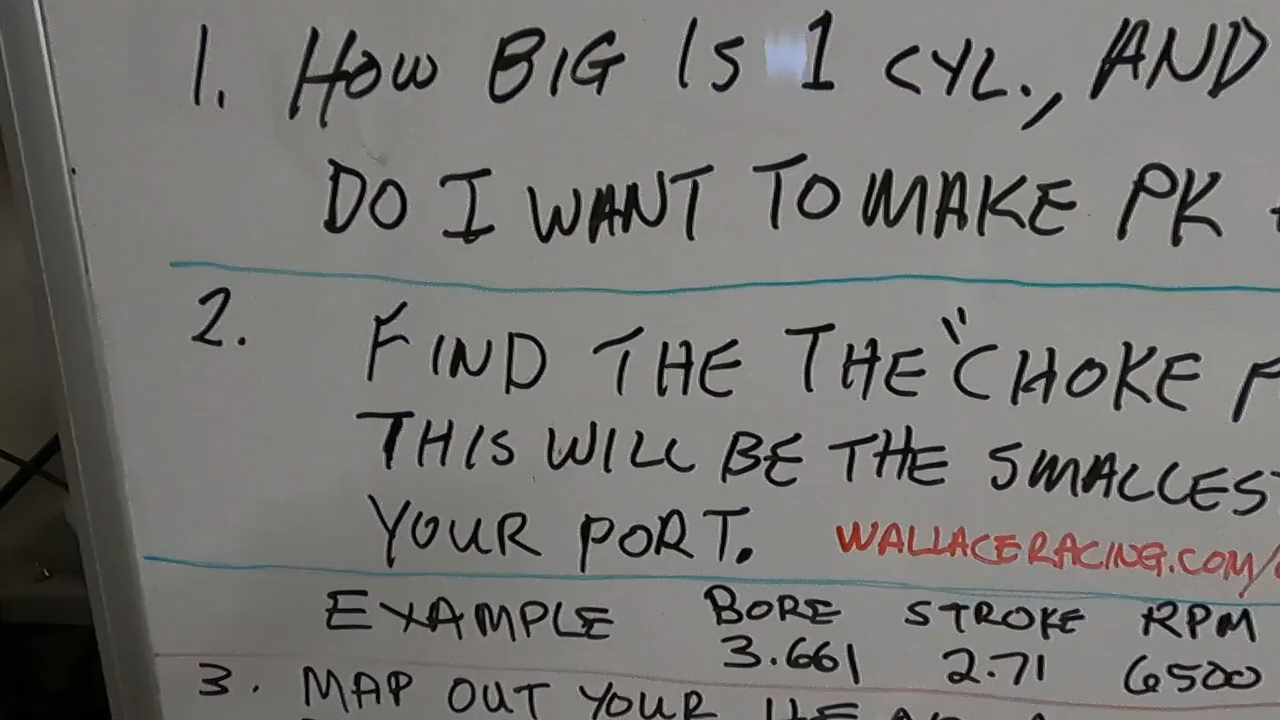 1. HOW BIG IS 1 CYL., AND
DO I WANT TO MAKE PK
2. FIND THE THE "CHOKE
THIS WILL BE THE SMALLEST
YOUR PORT. WALLACERACING.COM/
EXAMPLE BORE STROKE RPM
3.661 2.71 6500
3. MAP OUT YOUR